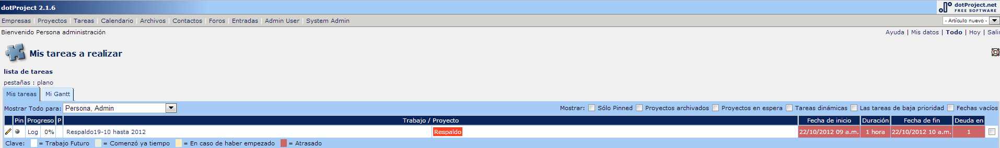 dotProject 2.1.6
dotProject.net
FREE SOFTWARE
Empresas | Proyectos | Tareas | Calendario | Archivos | Contactos | Foros | Entradas | Admin User | System Admin
- Artículo nuevo -
Bienvenido Persona administración
Ayuda | Mis datos | Todo | Hoy | Salir
Mis tareas a realizar
lista de tareas
pestañas : plano
Mis tareas Mi Gantt
Mostrar Todo para: Persona, Admin Mostrar: Sólo Pinned Proyectos archivados Proyectos en espera Tareas dinámicas Las tareas de baja prioridad Fechas vacíos
Pin Progreso P Trabajo / Proyecto Fecha de inicio Duración Fecha de fin Deuda en
Log 0% Respaldo19-10 hasta 2012 Respaldo 22/10/2012 09 a.m. 1 hora 22/10/2012 10 a.m. 1
Clave: = Trabajo Futuro = Comenzó ya tiempo = En caso de haber empezado = Atrasado